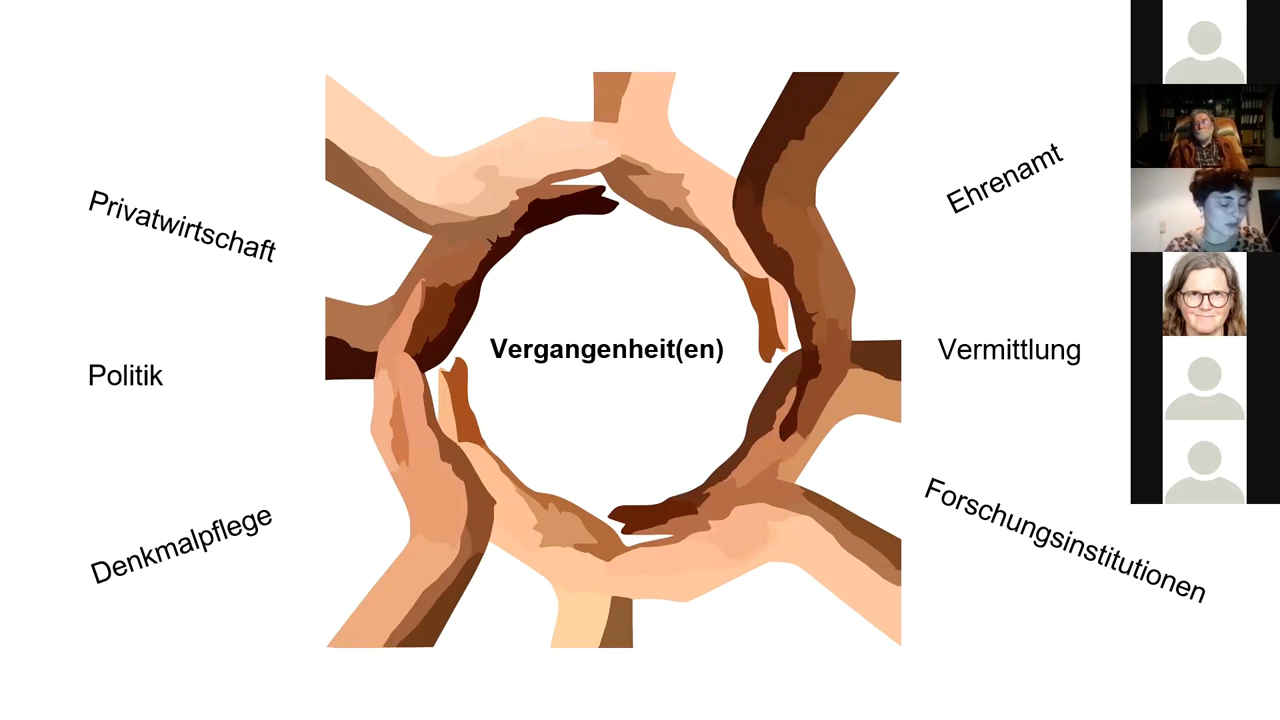 Privatwirtschaft
Politik
Denkmalpflege
Vergangenheit(en)
Ehrenamt
Vermittlung
Forschungsinstitutionen